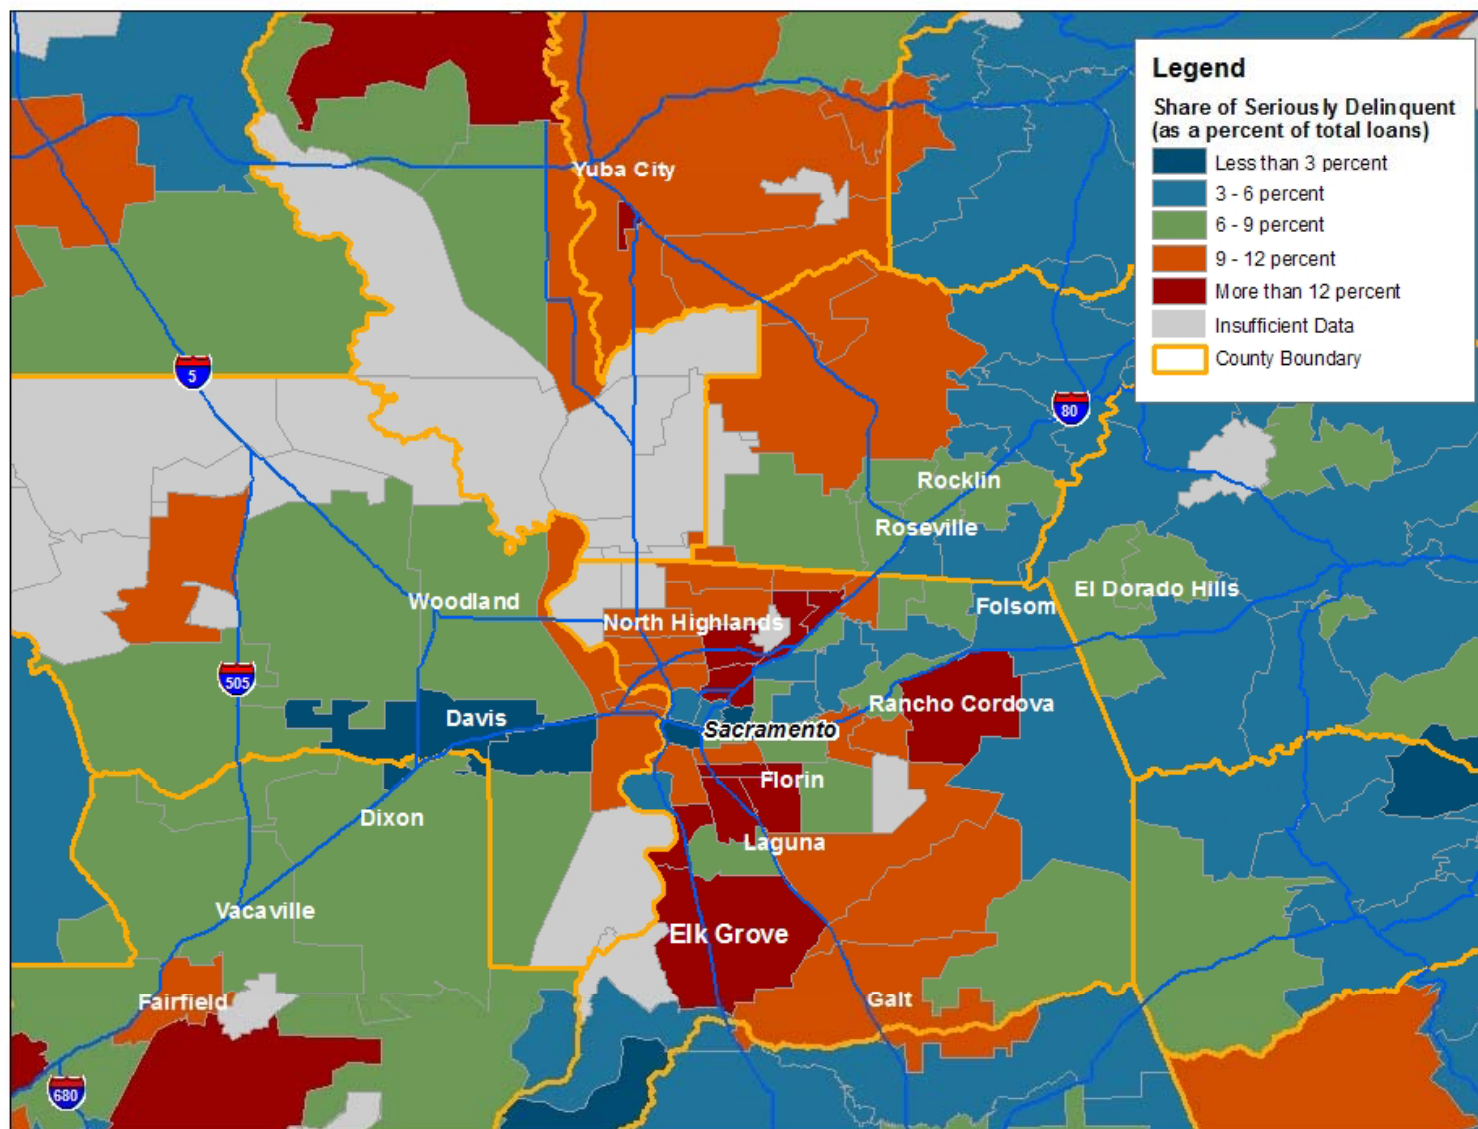 Legend
Share of Seriously Delinquent
(as a percent of total loans)
Less than 3 percent
3 - 6 percent
6 - 9 percent
9 - 12 percent
More than 12 percent
Insufficient Data
County Boundary
Yuba City
5
80
Rocklin
Roseville
El Dorado Hills
Woodland
Folsom
North Highlands
505
Rancho Cordova
Davis
Sacramento
Florin
Dixon
Laguna
Vacaville
Elk Grove
Fairfield
Galt
680